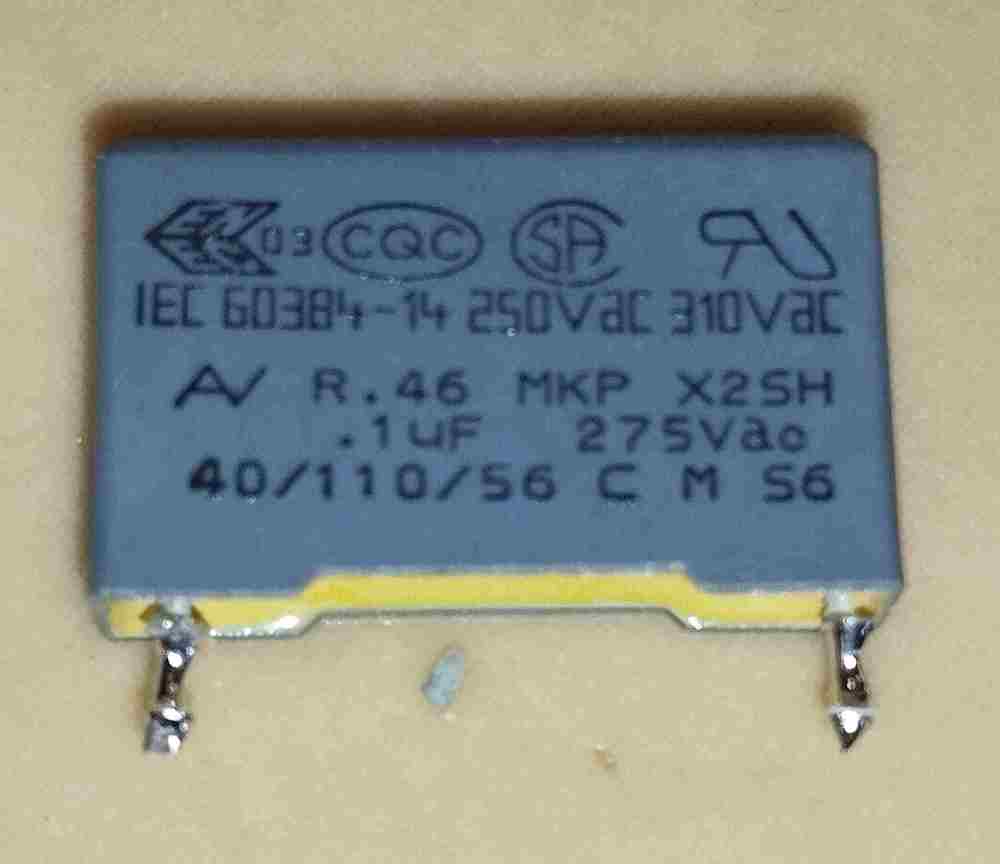 03 CQC SA
IEC 60384-14 250Vac 310Vac
R.46 MKP X2SH
.1uF 275Vac
40/110/56 C M S6